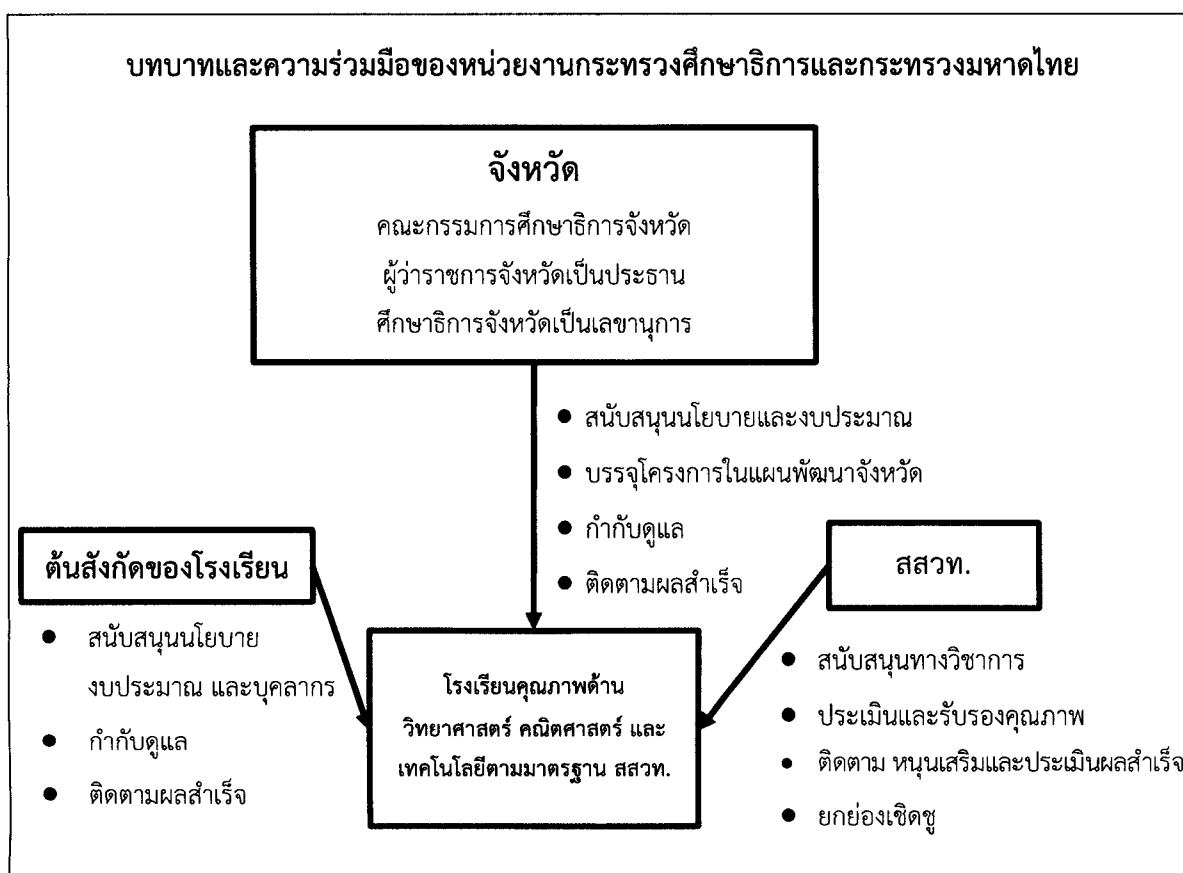 บทบาทและความร่วมมือของหน่วยงานกระทรวงศึกษาธิการและกระทรวงมหาดไทย
จังหวัด
คณะกรรมการศึกษาธิการจังหวัด
ผู้ว่าราชการจังหวัดเป็นประธาน
ศึกษาธิการจังหวัดเป็นเลขานุการ
● สนับสนุนนโยบายและงบประมาณ
● บรรจุโครงการในแผนพัฒนาจังหวัด
● กำกับดูแล
● ติดตามผลสำเร็จ
ต้นสังกัดของโรงเรียน
● สนับสนุนนโยบาย
งบประมาณ และบุคลากร
● กำกับดูแล
● ติดตามผลสำเร็จ
โรงเรียนคุณภาพด้าน
วิทยาศาสตร์ คณิตศาสตร์ และ
เทคโนโลยีตามมาตรฐาน สสวท.
สสวท.
● สนับสนุนทางวิชาการ
● ประเมินและรับรองคุณภาพ
● ติดตาม หนุนเสริมและประเมินผลสำเร็จ
● ยกย่องเชิดชู